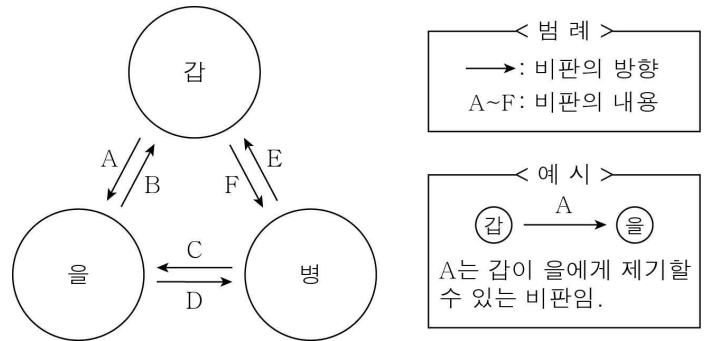 갑
A
B
E
F
을
C
D
병
< 범 례 >
→: 비판의 방향
A~F: 비판의 내용
< 예 시 >
갑 A 을
A는 갑이 을에게 제기할
수 있는 비판임.